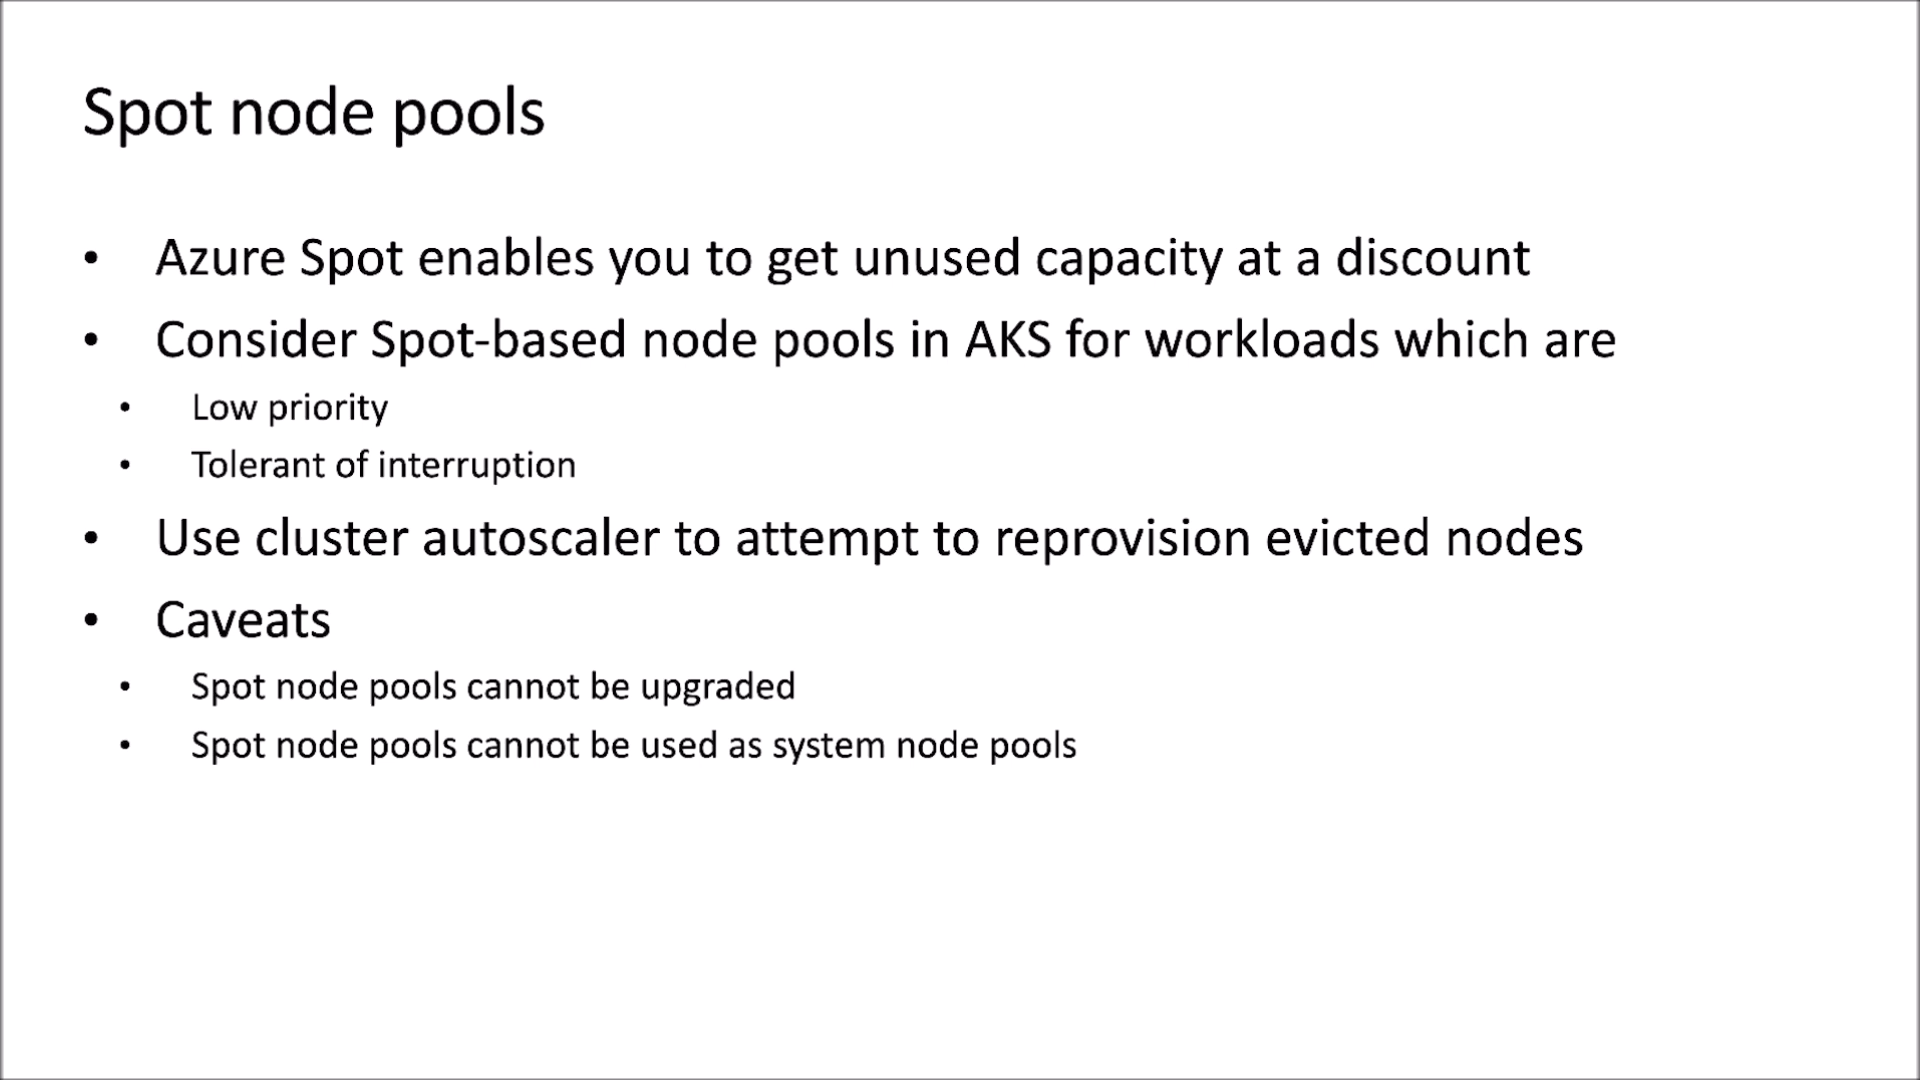 Spot node pools
• Azure Spot enables you to get unused capacity at a discount
• Consider Spot-based node pools in AKS for workloads which are
• Low priority
• Tolerant of interruption
• Use cluster autoscaler to attempt to reprovision evicted nodes
• Caveats
• Spot node pools cannot be upgraded
• Spot node pools cannot be used as system node pools